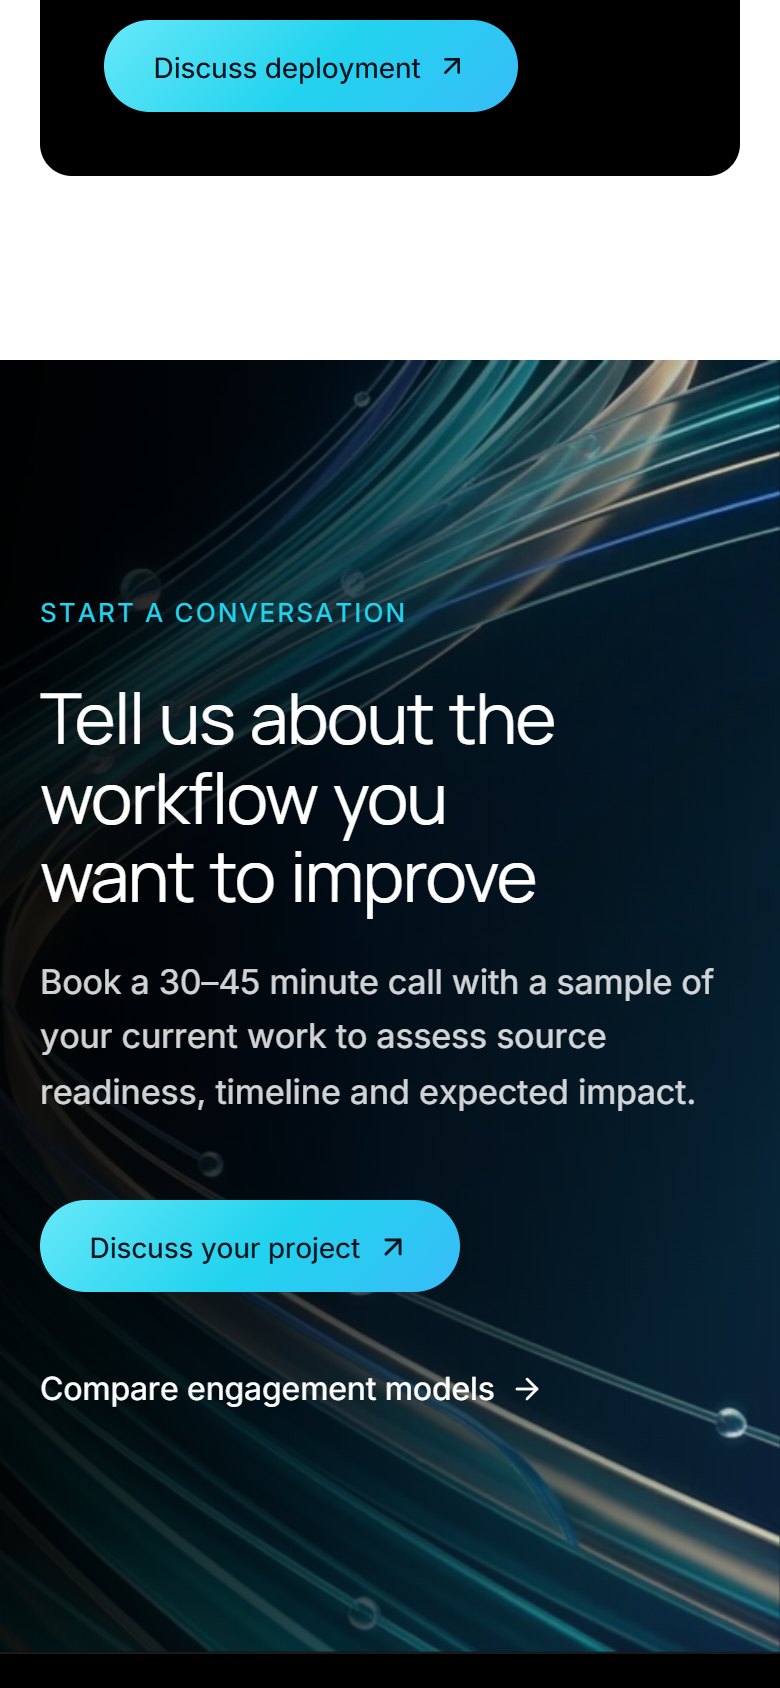 Discuss deployment
START A CONVERSATION
Tell us about the
workflow you
want to improve
Book a 30–45 minute call with a sample of
your current work to assess source
readiness, timeline and expected impact.
Discuss your project
Compare engagement models